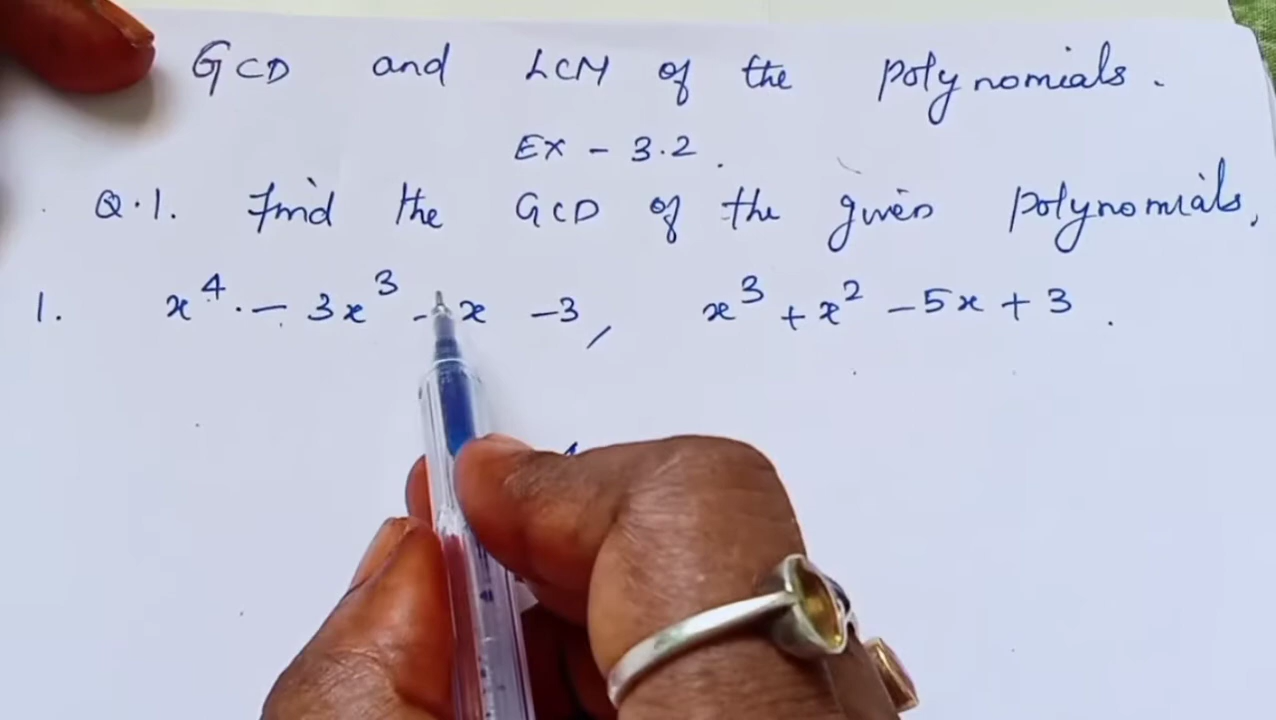 GCD and LCM of the polynomials.
EX - 3.2.
Q.1. Find the GCD of the given polynomials,
1. x⁴ - 3x³ - x - 3, x³ + x² - 5x + 3.